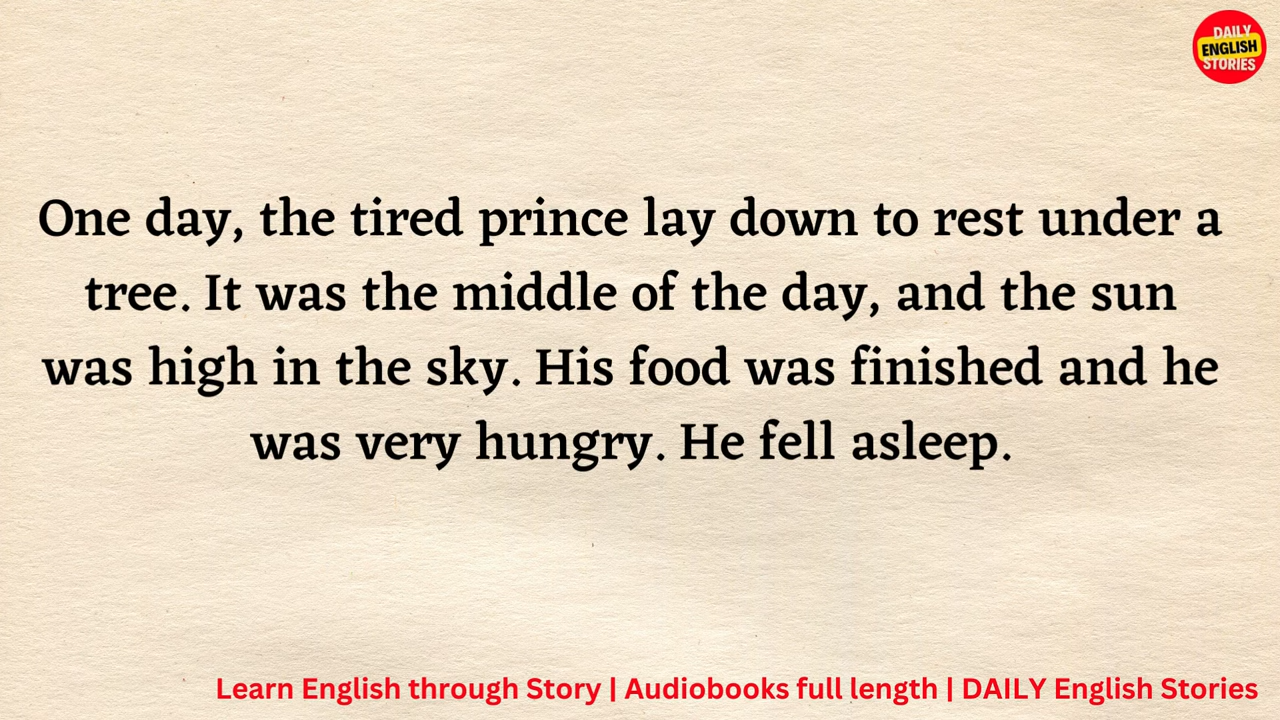 DAILY
ENGLISH
STORIES
One day, the tired prince lay down to rest under a
tree. It was the middle of the day, and the sun
was high in the sky. His food was finished and he
was very hungry. He fell asleep.
Learn English through Story | Audiobooks full length | DAILY English Stories